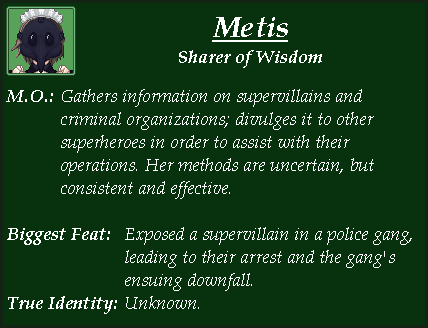 Metis
Sharer of Wisdom
M.O.: Gathers information on supervillains and
criminal organizations; divulges it to other
superheroes in order to assist with their
operations. Her methods are uncertain, but
consistent and effective.
Biggest Feat: Exposed a supervillain in a police gang,
leading to their arrest and the gang's
ensuing downfall.
True Identity: Unknown.